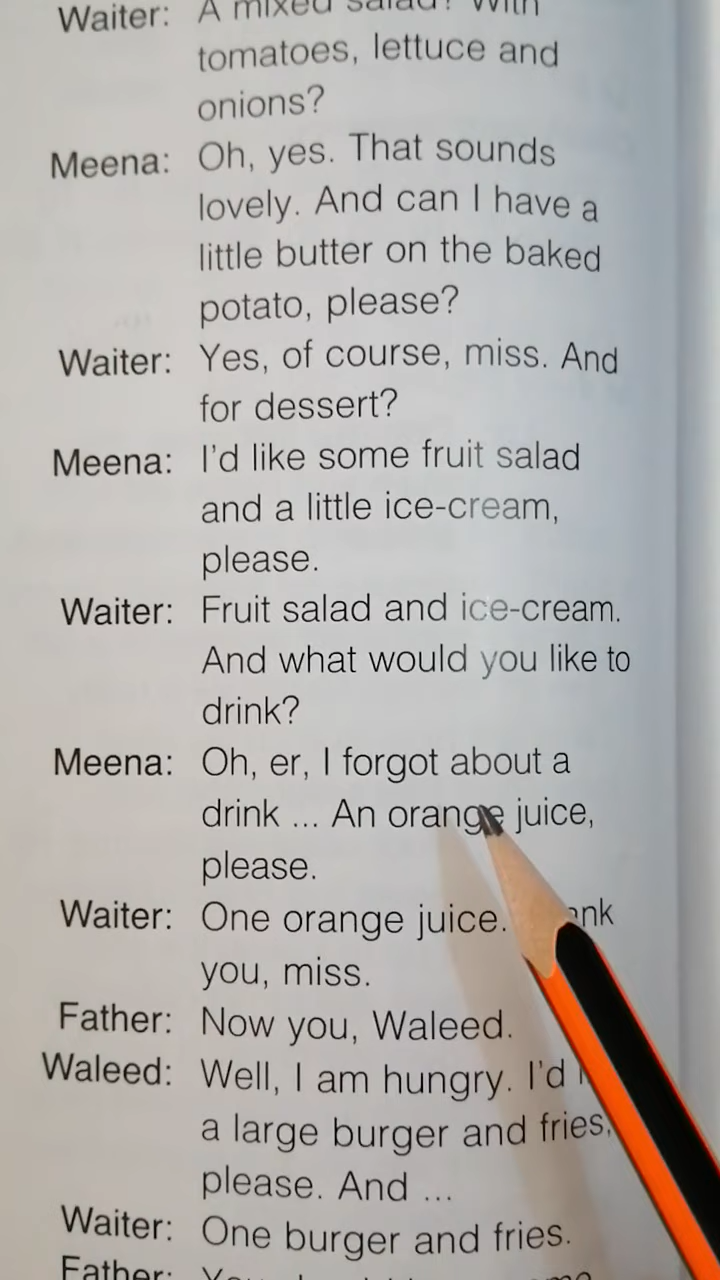 Waiter: A mixed salad? With
tomatoes, lettuce and
onions?
Meena: Oh, yes. That sounds
lovely. And can I have a
little butter on the baked
potato, please?
Waiter: Yes, of course, miss. And
for dessert?
Meena: I'd like some fruit salad
and a little ice-cream,
please.
Waiter: Fruit salad and ice-cream.
And what would you like to
drink?
Meena: Oh, er, I forgot about a
drink ... An orange juice,
please.
Waiter: One orange juice.
you, miss.
Father: Now you, Waleed.
Waleed: Well, I am hungry. I'd
a large burger and fries,
please. And ...
Waiter: One burger and fries.
Father: